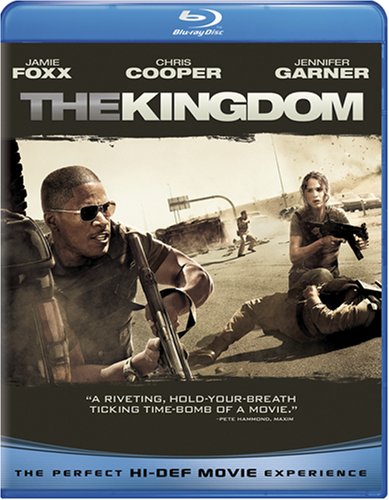 Blu-ray Disc
JAMIE FOXX
CHRIS COOPER
JENNIFER GARNER
THE KINGDOM
"A RIVETING, HOLD-YOUR-BREATH
TICKING TIME-BOMB OF A MOVIE."
-PETE HAMMOND, MAXIM
THE PERFECT HI-DEF MOVIE EXPERIENCE